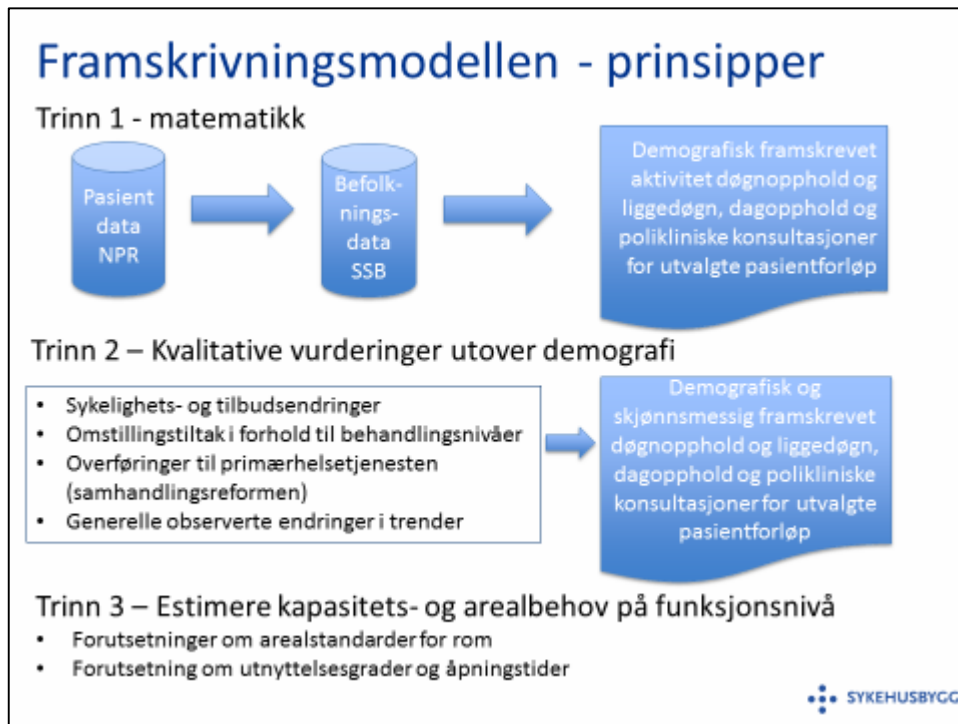 Framskrivningsmodellen - prinsipper
Trinn 1 - matematikk
Pasient
data
NPR
Befolk-
nings-
data
SSB
Demografisk framskrevet
aktivitet døgnopphold og
liggedøgn, dagopphold og
polikliniske konsultasjoner
for utvalgte pasientforløp
Trinn 2 – Kvalitative vurderinger utover demografi
• Sykelighets- og tilbudsendringer
• Omstillingstiltak i forhold til behandlingsnivåer
• Overføringer til primærhelsetjenesten
(samhandlingsreformen)
• Generelle observerte endringer i trender
Demografisk og
skjønnsmessig framskrevet
døgnopphold og liggedøgn,
dagopphold og polikliniske
konsultasjoner for utvalgte
pasientforløp
Trinn 3 – Estimere kapasitets- og arealbehov på funksjonsnivå
• Forutsetninger om arealstandarder for rom
• Forutsetning om utnyttelsesgrader og åpningstider
SYKEHUSBYGG